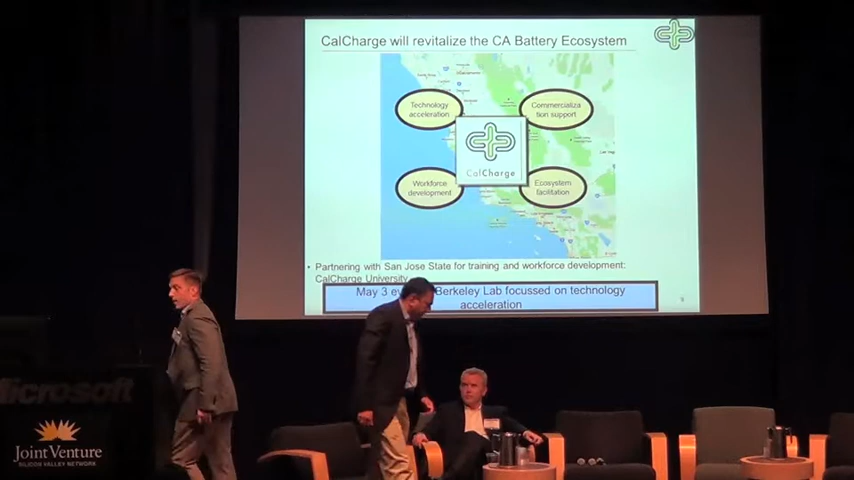 CalCharge will revitalize the CA Battery Ecosystem
Technology
acceleration
Commercializa
tion support
CalCharge
Workforce
development
Ecosystem
facilitation
• Partnering with San Jose State for training and workforce development:
CalCharge University
May 3 Berkeley Lab focussed on technology
acceleration
Microsoft
Joint Venture
SILICON VALLEY NETWORK